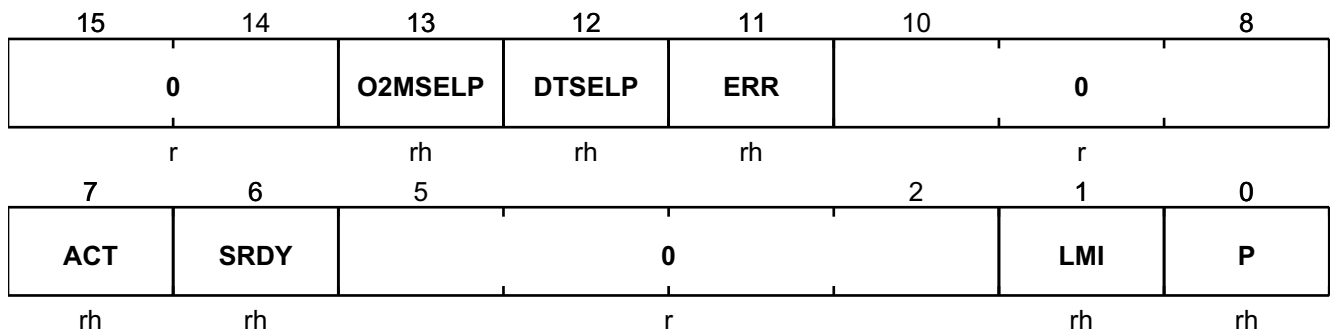 15 14 13 12 11 10 8
0 O2MSELP DTSELP ERR 0
r rh rh rh r
7 6 5 2 1 0
ACT SRDY 0 LMI P
rh rh r rh rh